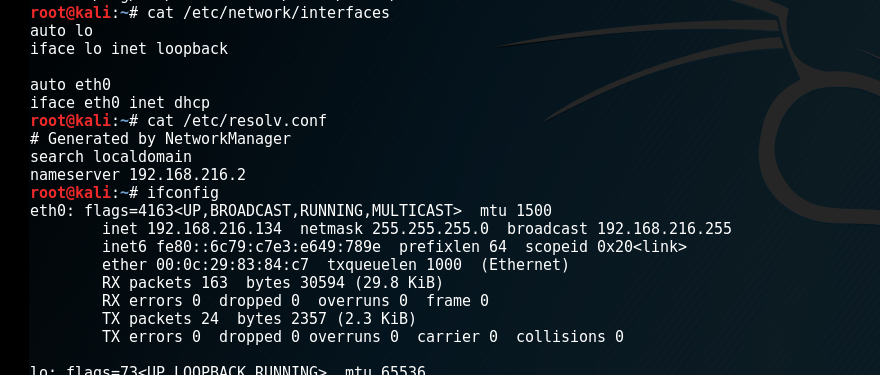 root@kali:~# cat /etc/network/interfaces
auto lo
iface lo inet loopback
auto eth0
iface eth0 inet dhcp
root@kali:~# cat /etc/resolv.conf
# Generated by NetworkManager
search localdomain
nameserver 192.168.216.2
root@kali:~# ifconfig
eth0: flags=4163<UP,BROADCAST,RUNNING,MULTICAST>  mtu 1500
        inet 192.168.216.134  netmask 255.255.255.0  broadcast 192.168.216.255
        inet6 fe80::6c79:c7e3:e649:789e  prefixlen 64  scopeid 0x20<link>
        ether 00:0c:29:83:84:c7  txqueuelen 1000  (Ethernet)
        RX packets 163  bytes 30594 (29.8 KiB)
        RX errors 0  dropped 0  overruns 0  frame 0
        TX packets 24  bytes 2357 (2.3 KiB)
        TX errors 0  dropped 0 overruns 0  carrier 0  collisions 0
lo: flags=73<UP,LOOPBACK,RUNNING>  mtu 65536